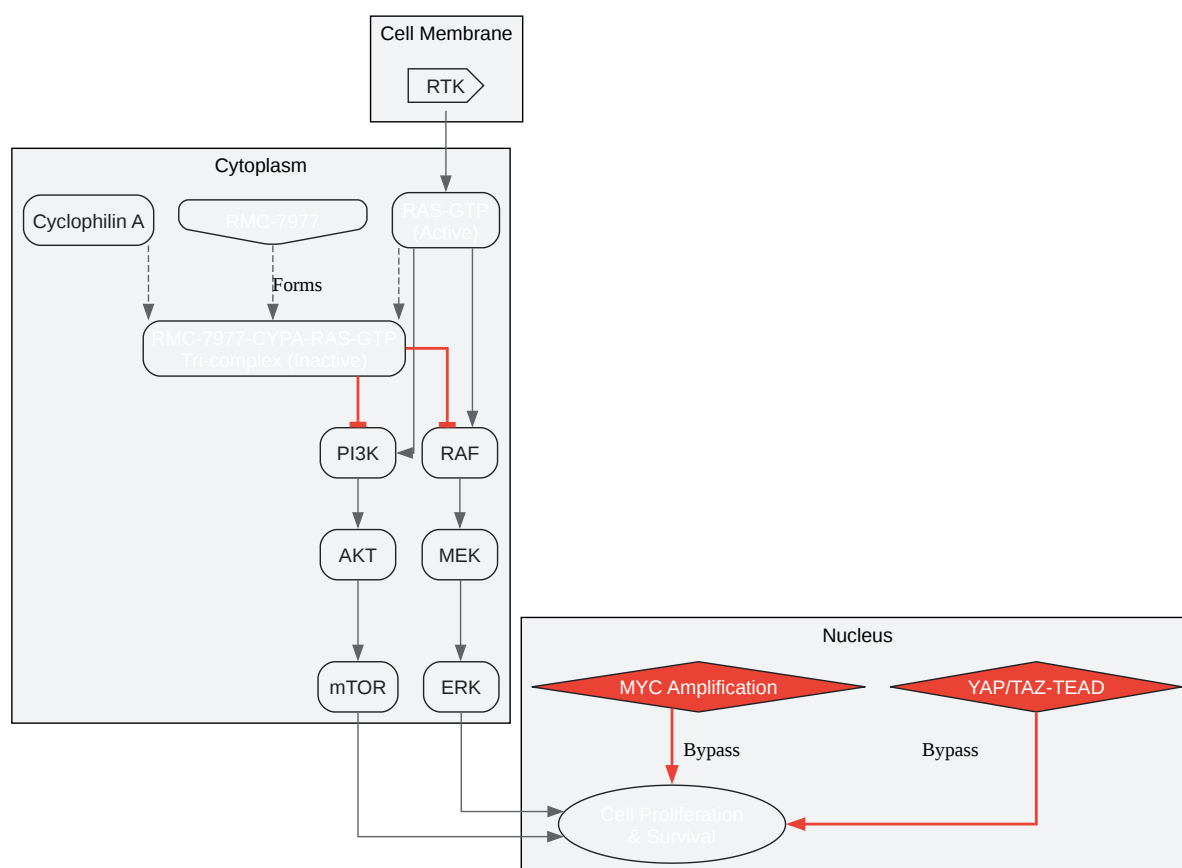 Cell Membrane
RTK
Cytoplasm
Cyclophilin A
RMC-7977
RAS-GTP
(Active)
Forms
RMC-7977-CYPA-RAS-GTP
Tri-complex (Inactive)
PI3K
RAF
AKT
MEK
mTOR
ERK
Nucleus
MYC Amplification
YAP/TAZ-TEAD
Bypass
Bypass
Cell Proliferation
& Survival